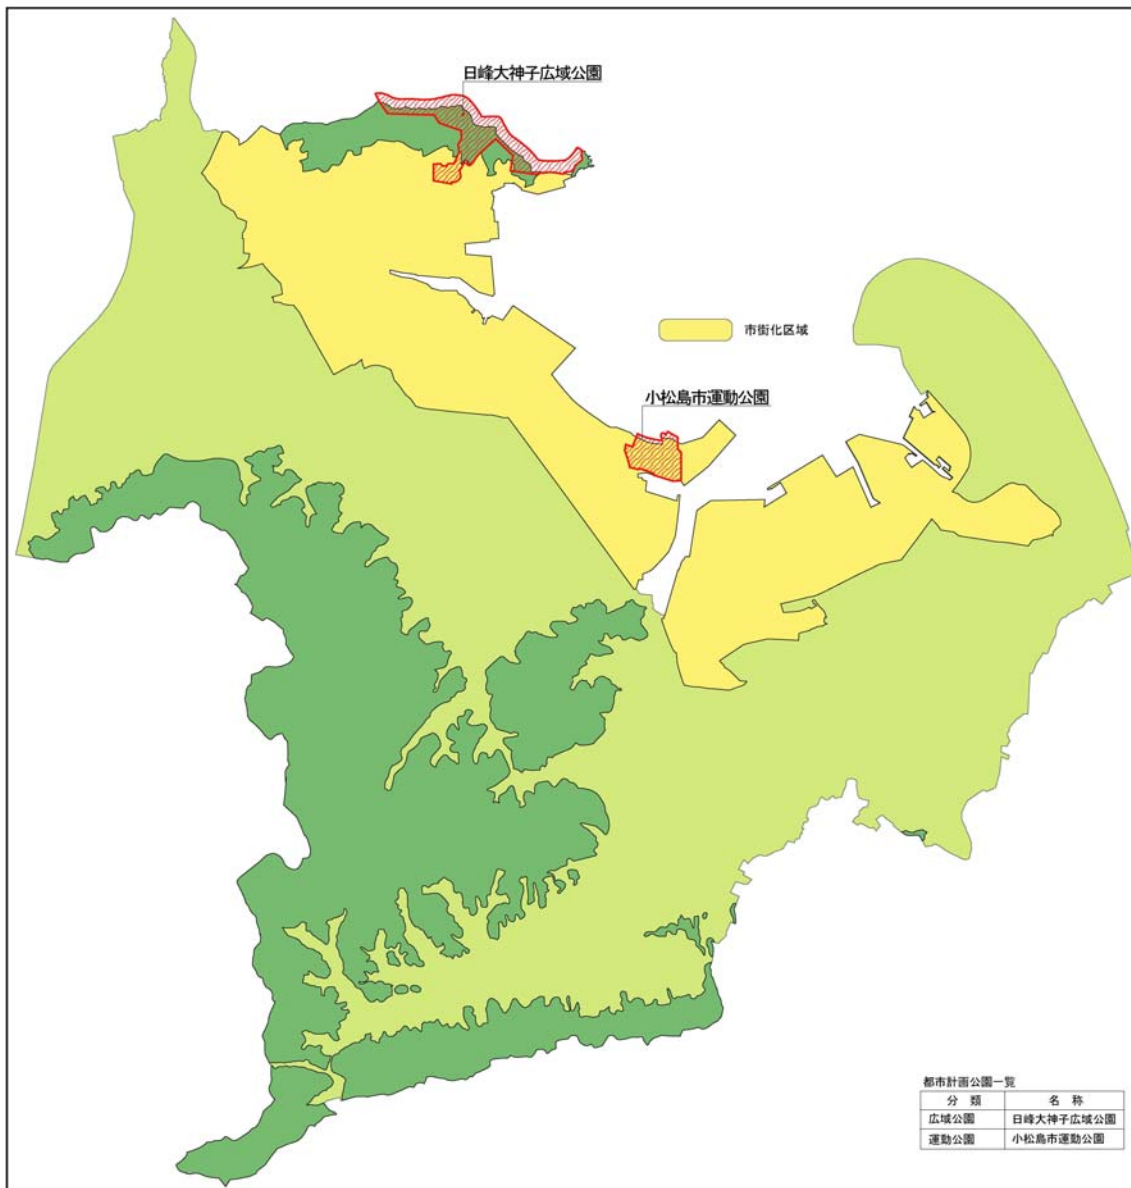 日峰大神子広域公園
市街化区域
小松島市運動公園
都市計画公園一覧
分 類 名 称
広域公園 日峰大神子広域公園
運動公園 小松島市運動公園